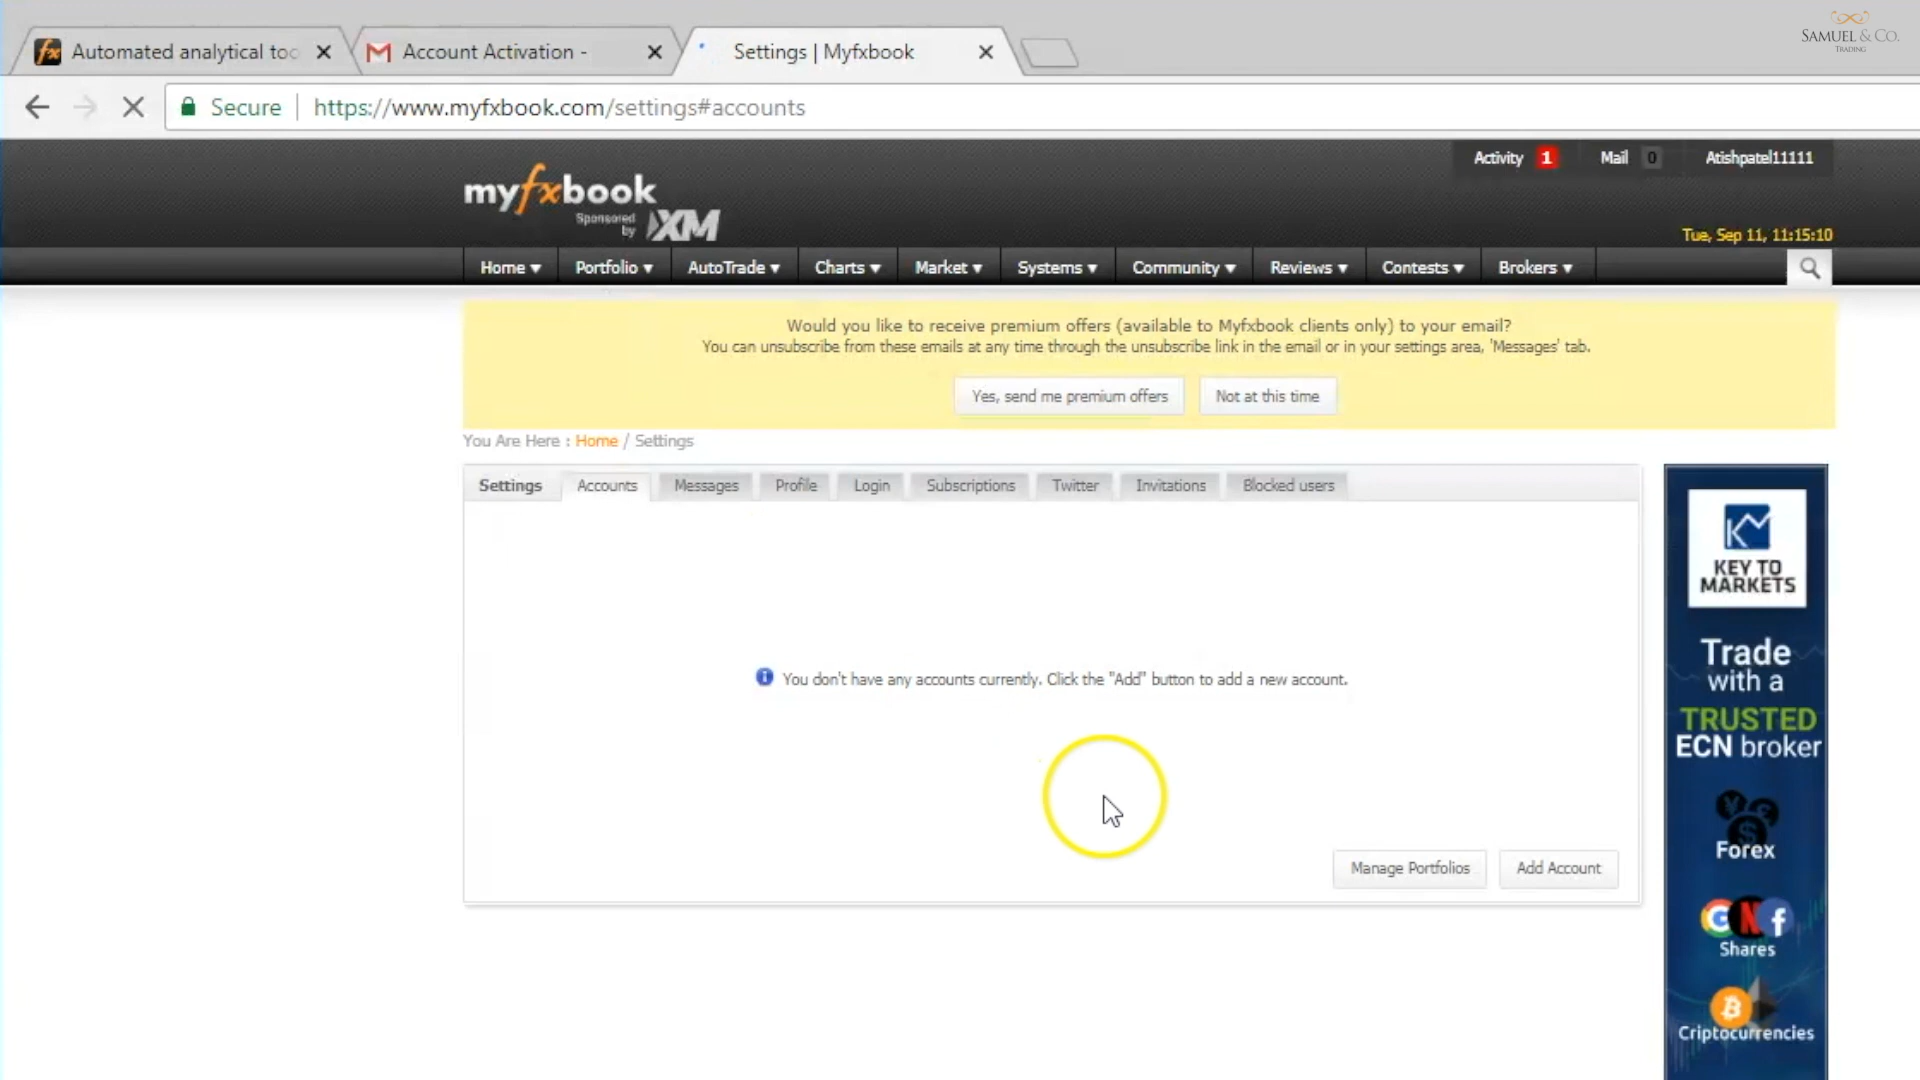 SAMUEL & CO.
TRADING
Automated analytical too
Account Activation -
Settings | Myfxbook
Secure
https://www.myfxbook.com/settings#accounts
Activity 1
Mail 0
Atishpatel11111
myfxbook
Sponsored by XM
Tue, Sep 11, 11:15:10
Home ▾ Portfolio ▾ AutoTrade ▾ Charts ▾ Market ▾ Systems ▾ Community ▾ Reviews ▾ Contests ▾ Brokers ▾
Would you like to receive premium offers (available to Myfxbook clients only) to your email?
You can unsubscribe from these emails at any time through the unsubscribe link in the email or in your settings area, 'Messages' tab.
Yes, send me premium offers
Not at this time
You Are Here : Home / Settings
Settings Accounts Messages Profile Login Subscriptions Twitter Invitations Blocked users
You don't have any accounts currently. Click the "Add" button to add a new account.
Manage Portfolios
Add Account
KEY TO
MARKETS
Trade
with a
TRUSTED
ECN broker
Forex
Shares
Criptocurrencies